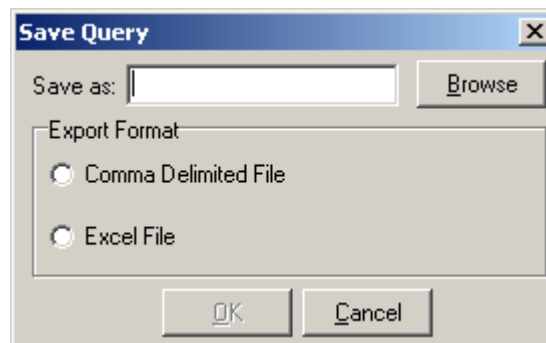 Save Query
Save as: Browse
Export Format
Comma Delimited File
Excel File
OK Cancel